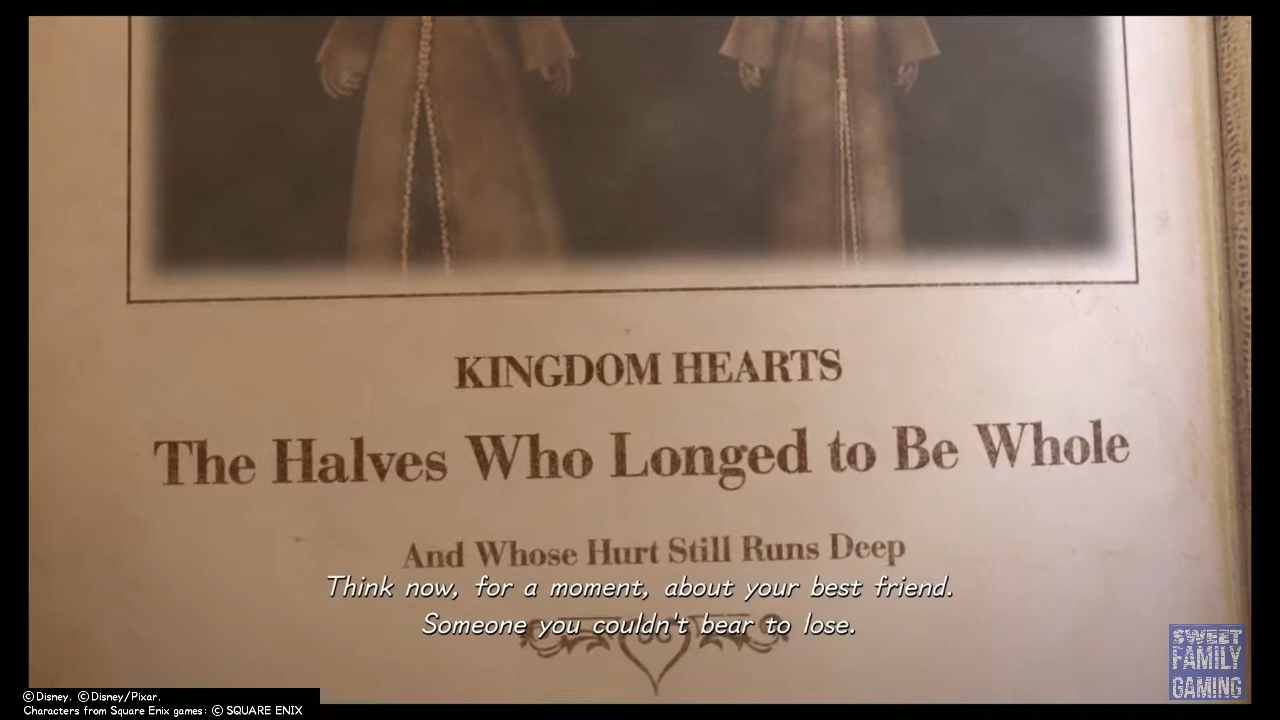 KINGDOM HEARTS
The Halves Who Longed to Be Whole
And Whose Hurt Still Runs Deep
Think now, for a moment, about your best friend.
Someone you couldn't bear to lose.
SWEET
FAMILY
GAMING
©Disney. ©Disney/Pixar.
Characters from Square Enix games: © SQUARE ENIX